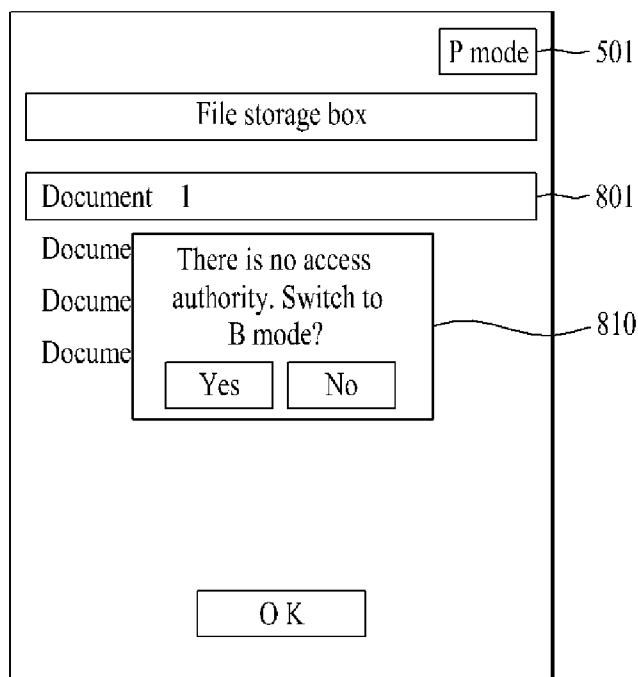 P mode 501
File storage box
Document 1 801
Docume
There is no access
Docume
authority. Switch to
B mode? 810
Docume
Yes No
O K